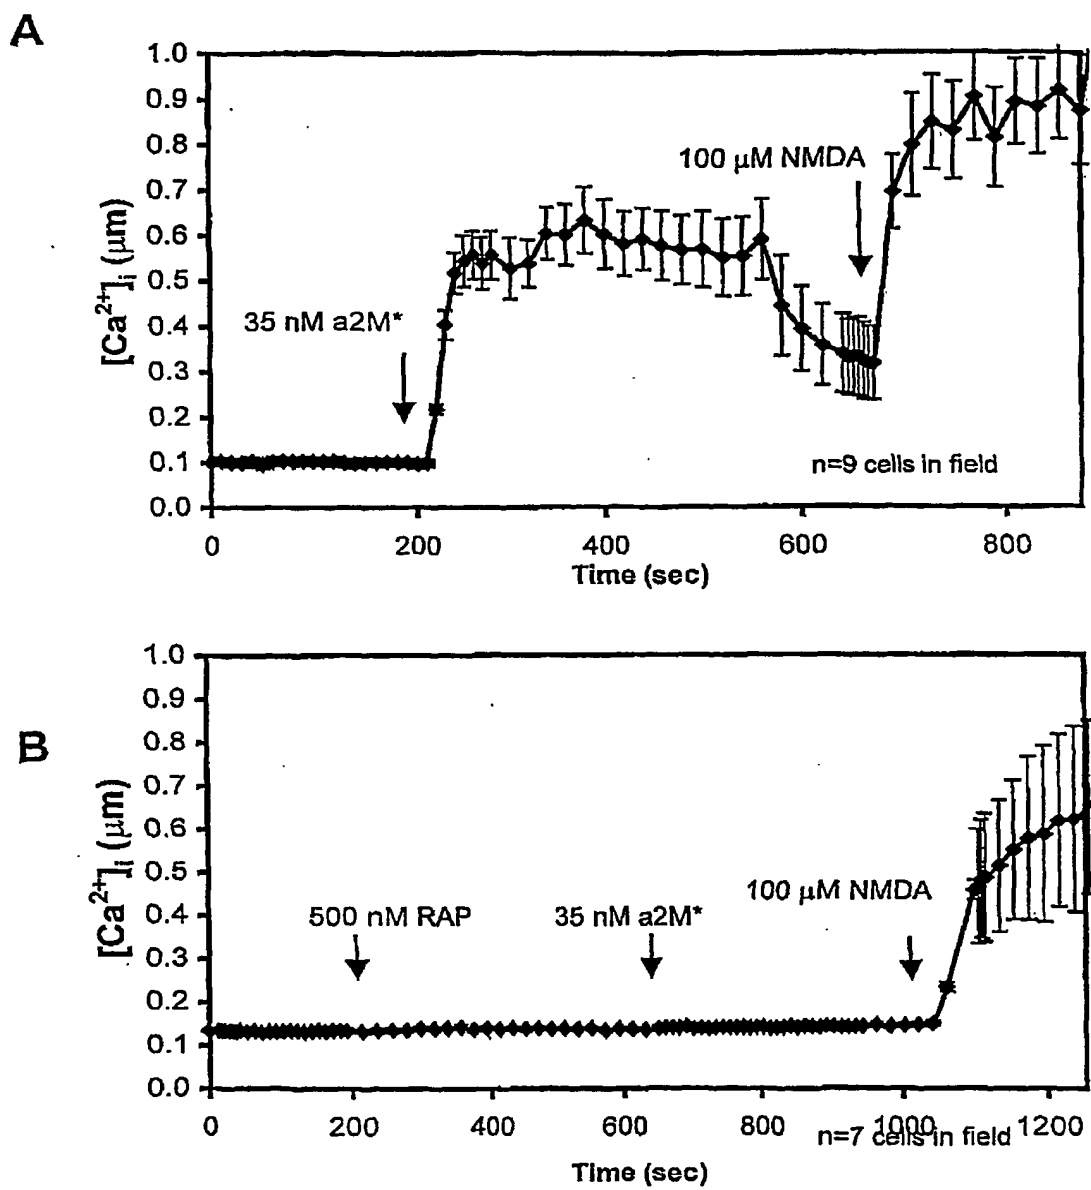 A
1.0
0.9
0.8
0.7
0.6
0.5
0.4
0.3
0.2
0.1
0.0
[Ca²⁺]ᵢ (μm)
35 nM a2M*
100 μM NMDA
n=9 cells in field
0 200 400 600 800
Time (sec)
B
1.0
0.9
0.8
0.7
0.6
0.5
0.4
0.3
0.2
0.1
0.0
[Ca²⁺]ᵢ (μm)
500 nM RAP
35 nM a2M*
100 μM NMDA
0 200 400 600 800 1000 1200
n=7 cells in field
Time (sec)